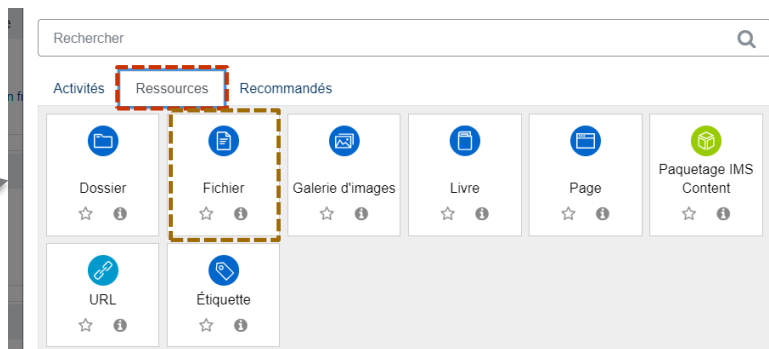 Rechercher
Activités Ressources Recommandés
Dossier Fichier Galerie d'images Livre Page Paquetage IMS
Content
URL Étiquette